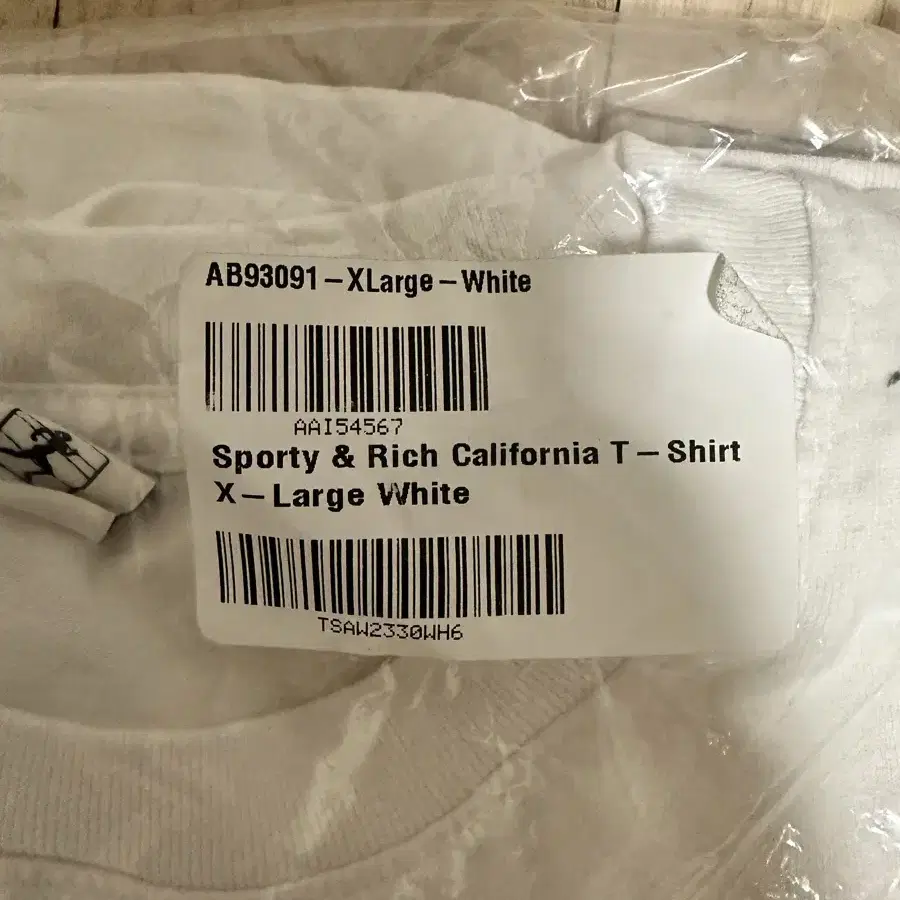 AB93091-XLarge-White
AAI54567
Sporty & Rich California T-Shirt
X-Large White
TSAW2330WH6